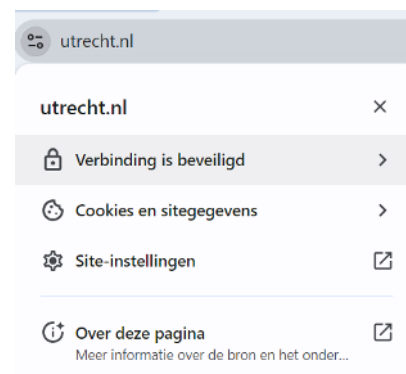 utrecht.nl
utrecht.nl
Verbinding is beveiligd
Cookies en sitegegevens
Site-instellingen
Over deze pagina
Meer informatie over de bron en het onder...